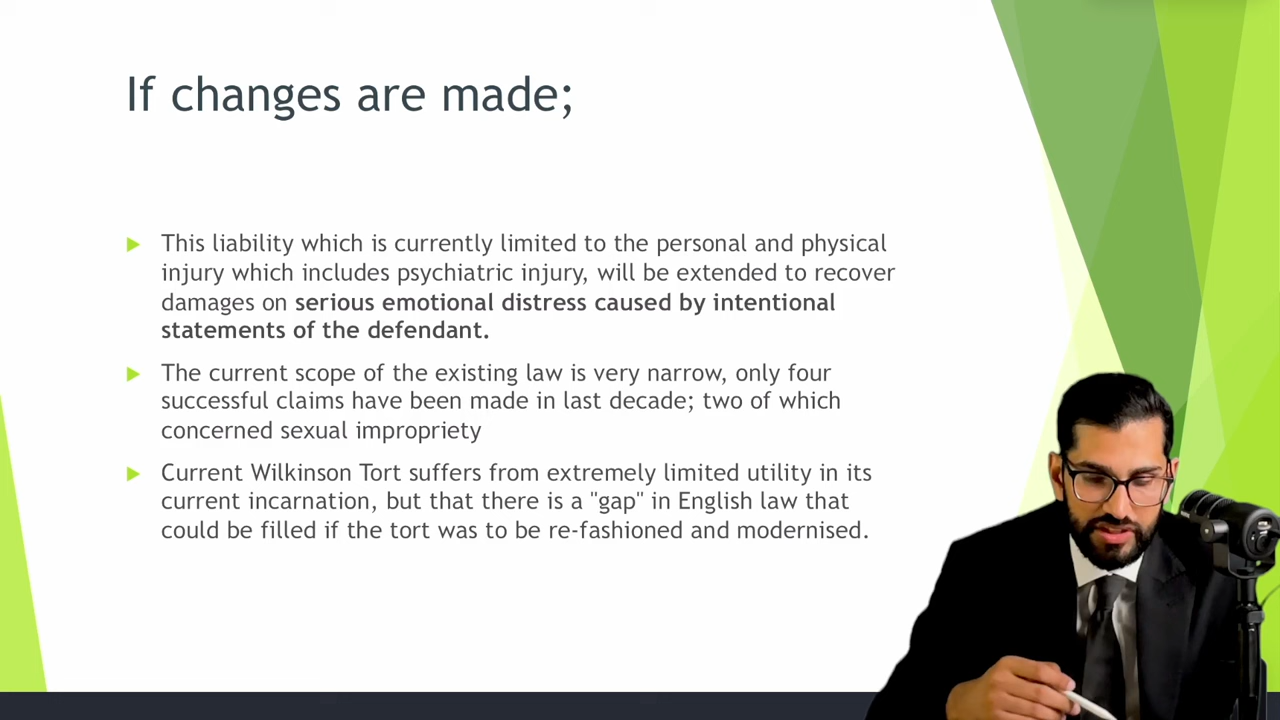 If changes are made;
This liability which is currently limited to the personal and physical
injury which includes psychiatric injury, will be extended to recover
damages on serious emotional distress caused by intentional
statements of the defendant.
The current scope of the existing law is very narrow, only four
successful claims have been made in last decade; two of which
concerned sexual impropriety
Current Wilkinson Tort suffers from extremely limited utility in its
current incarnation, but that there is a "gap" in English law that
could be filled if the tort was to be re-fashioned and modernised.